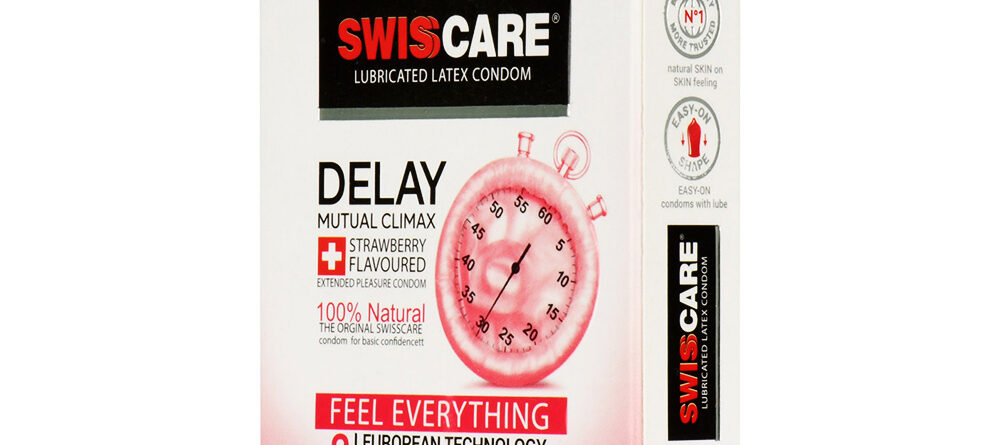 SWISSCARE®
LUBRICATED LATEX CONDOM
DELAY
MUTUAL CLIMAX
STRAWBERRY
FLAVOURED
EXTENDED PLEASURE CONDOM
100% Natural
THE ORGINAL SWISSCARE
condom for basic confidencett
55
60
5
10
15
20
25
30
35
40
45
50
FEEL EVERYTHING
EUROPEAN TECHNOLOGY
N°1
MORE TRUSTED
natural SKIN on
SKIN feeling
EASY-ON
SHAPE
EASY-ON
condoms with lube
SWISSCARE®
LUBRICATED LATEX CONDOM